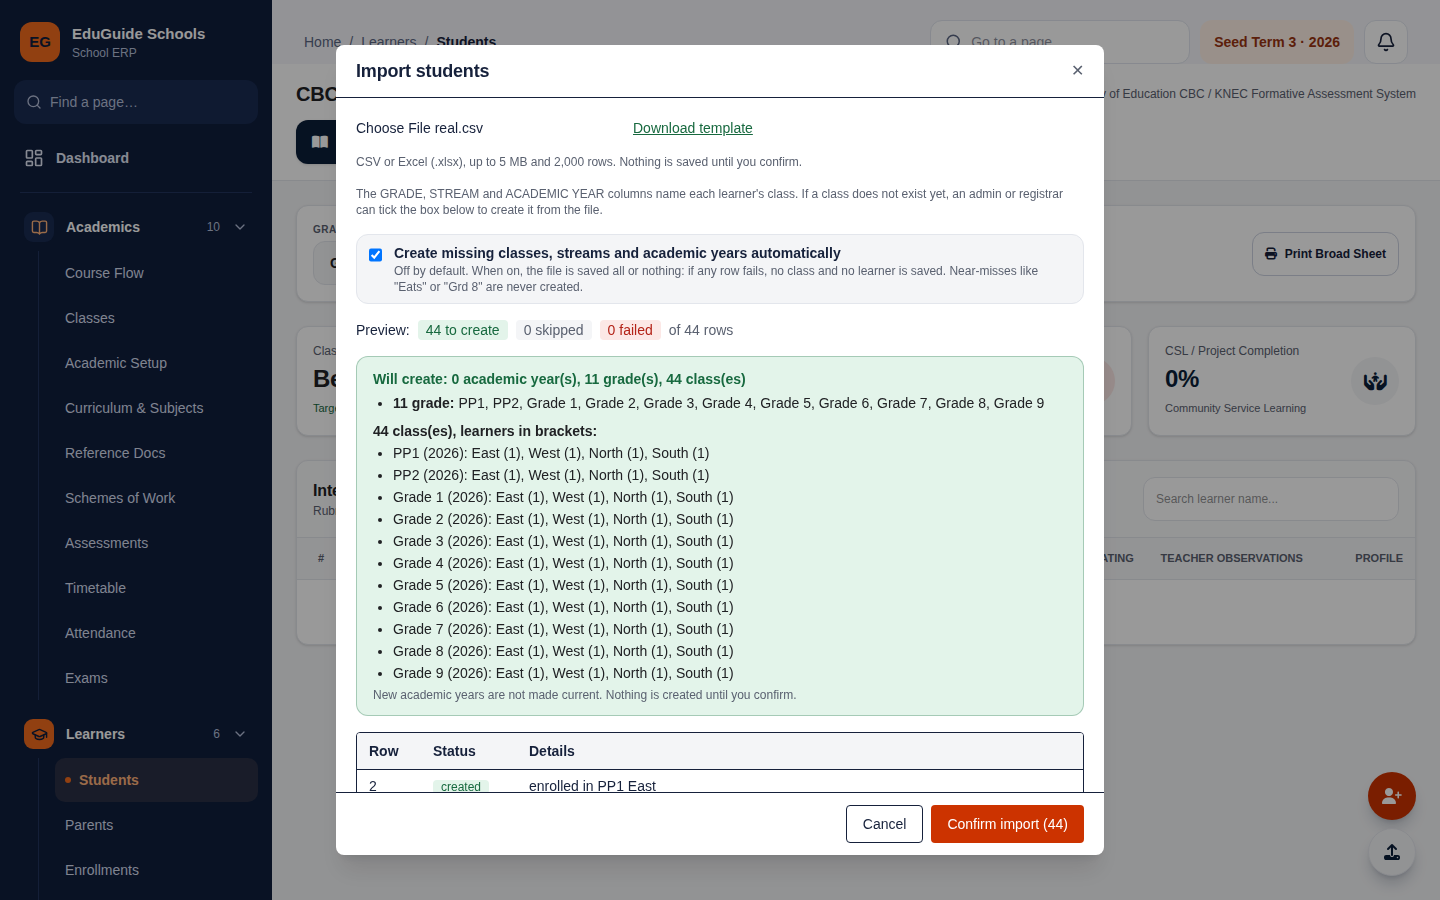 EG
EduGuide Schools
School ERP
Find a page…
Dashboard
Academics 10
Course Flow
Classes
Academic Setup
Curriculum & Subjects
Reference Docs
Schemes of Work
Assessments
Timetable
Attendance
Exams
Learners 6
Students
Parents
Enrollments
Home / Learners / Students
Go to a page
Seed Term 3 · 2026
CBC
of Education CBC / KNEC Formative Assessment System
Print Broad Sheet
CSL / Project Completion
0%
Community Service Learning
Search learner name...
#
TEACHER OBSERVATIONS
PROFILE
Import students
×
Choose File real.csv
Download template
CSV or Excel (.xlsx), up to 5 MB and 2,000 rows. Nothing is saved until you confirm.
The GRADE, STREAM and ACADEMIC YEAR columns name each learner's class. If a class does not exist yet, an admin or registrar
can tick the box below to create it from the file.
Create missing classes, streams and academic years automatically
Off by default. When on, the file is saved all or nothing: if any row fails, no class and no learner is saved. Near-misses like
"Eats" or "Grd 8" are never created.
Preview: 44 to create 0 skipped 0 failed of 44 rows
Will create: 0 academic year(s), 11 grade(s), 44 class(es)
• 11 grade: PP1, PP2, Grade 1, Grade 2, Grade 3, Grade 4, Grade 5, Grade 6, Grade 7, Grade 8, Grade 9
44 class(es), learners in brackets:
• PP1 (2026): East (1), West (1), North (1), South (1)
• PP2 (2026): East (1), West (1), North (1), South (1)
• Grade 1 (2026): East (1), West (1), North (1), South (1)
• Grade 2 (2026): East (1), West (1), North (1), South (1)
• Grade 3 (2026): East (1), West (1), North (1), South (1)
• Grade 4 (2026): East (1), West (1), North (1), South (1)
• Grade 5 (2026): East (1), West (1), North (1), South (1)
• Grade 6 (2026): East (1), West (1), North (1), South (1)
• Grade 7 (2026): East (1), West (1), North (1), South (1)
• Grade 8 (2026): East (1), West (1), North (1), South (1)
• Grade 9 (2026): East (1), West (1), North (1), South (1)
New academic years are not made current. Nothing is created until you confirm.
Row Status Details
2 created enrolled in PP1 East
Cancel
Confirm import (44)